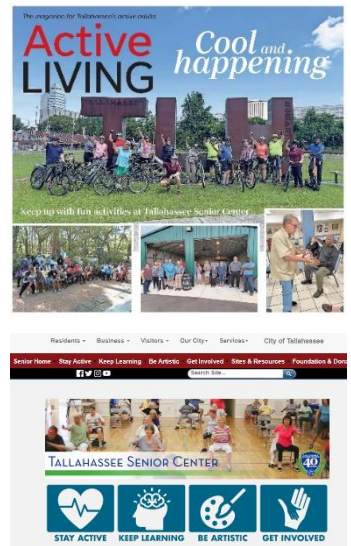 The magazine for Tallahassee's active adults
Active
LIVING
Cool and
happening
TLH
Keep up with fun activities at Tallahassee Senior Center
Residents Business Visitors Our City Services City of Tallahassee
Senior Home Stay Active Keep Learning Be Artistic Get Involved Sites & Resources Foundation &
Search Site...
TALLAHASSEE SENIOR CENTER
40
STAY ACTIVE KEEP LEARNING BE ARTISTIC GET INVOLVED